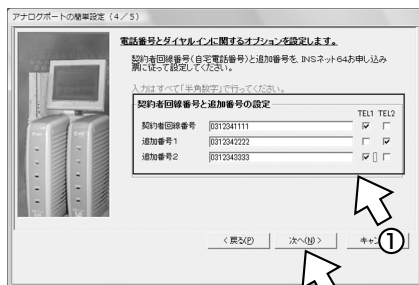 アナログポートの簡単設定 (4/5)
電話番号とダイヤルインに関するオプションを設定します。
契約者回線番号(自宅電話番号)と追加番号を、INSネット64お申し込み
票に従って設定してください。
入力はすべて「半角数字」で行ってください。
契約者回線番号と追加番号の設定
TEL1 TEL2
契約者回線番号 0312341111
追加番号1 0312342222
追加番号2 0312343333
①
< 戻る(P) 次へ(N) > キャン